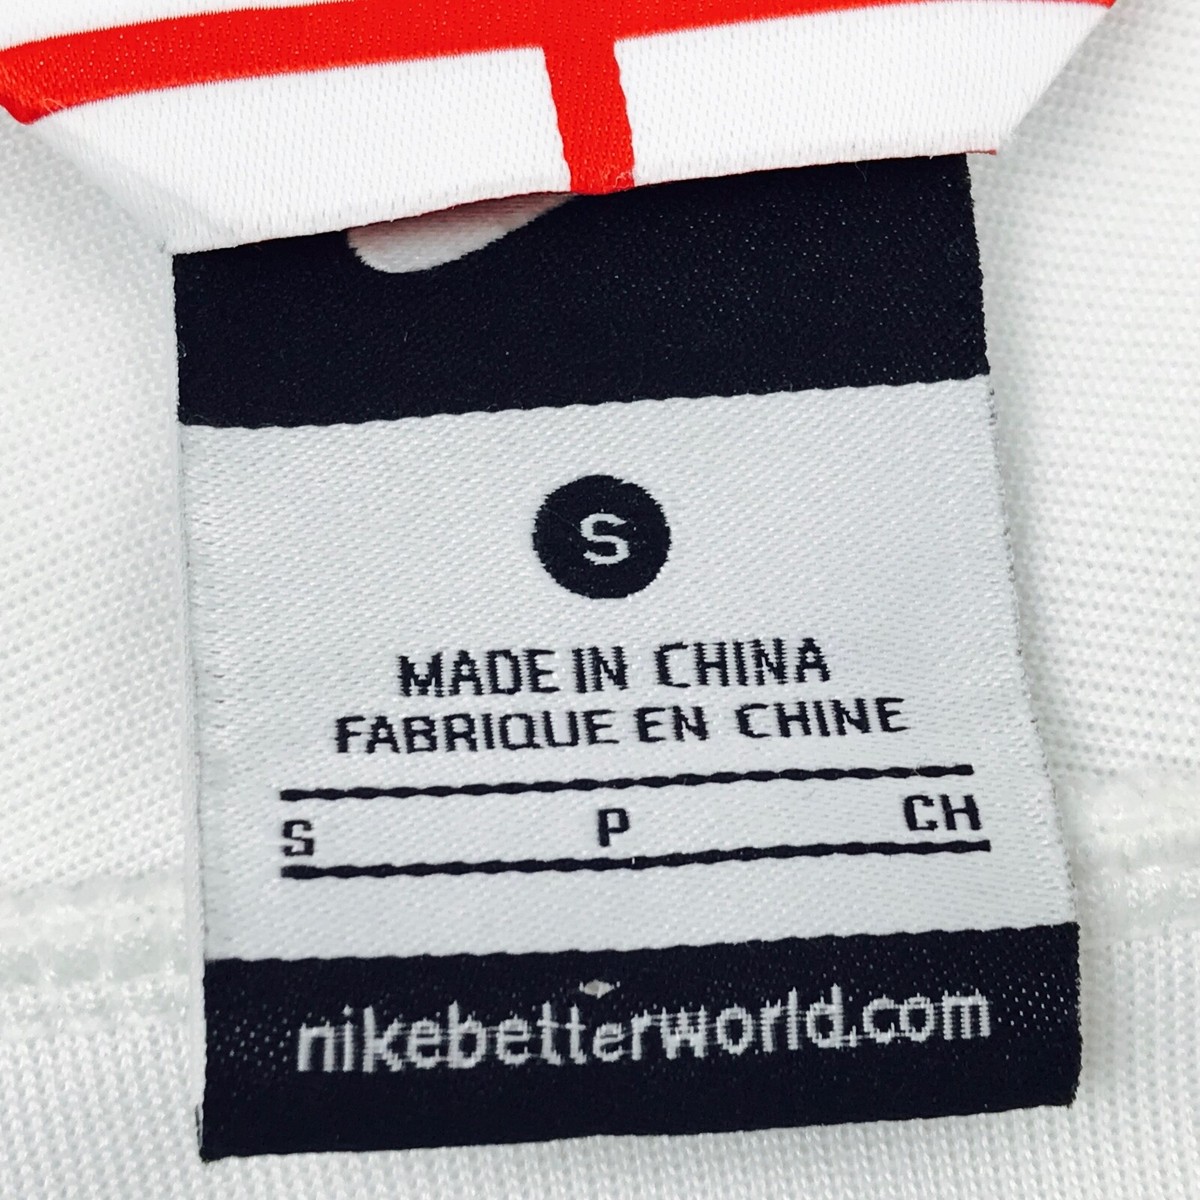 S
MADE IN CHINA
FABRIQUE EN CHINE
S P CH
nikebetterworld.com